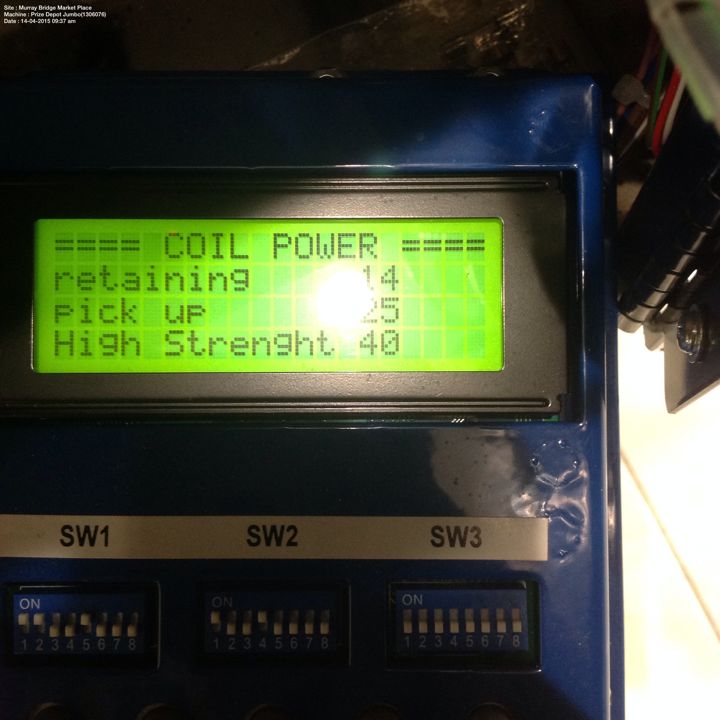 Site : Murray Bridge Market Place
Machine : Prize Depot Jumbo(1306076)
Date : 14-04-2015 09:37 am
==== COIL POWER ====
retaining 14
pick up 25
High Strenght 40
SW1 SW2 SW3
ON ON ON
1 2 3 4 5 6 7 8 1 2 3 4 5 6 7 8 1 2 3 4 5 6 7 8